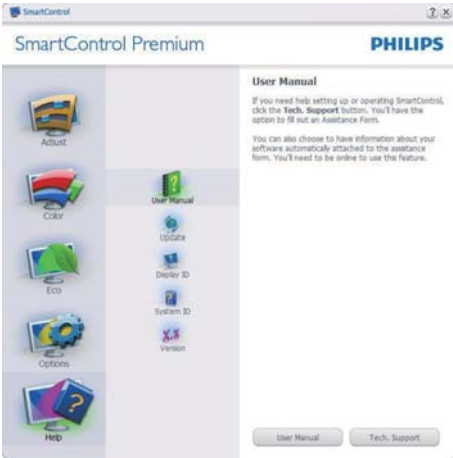 SmartControl
? ×
SmartControl Premium
PHILIPS
Adjust
Color
Eco
Options
Help
User Manual
Update
Display ID
System ID
Version
User Manual
If you need help setting up or operating SmartControl,
click the Tech. Support button. You'll have the
option to fill out an Assistance Form.
You can also choose to have information about your
software automatically attached to the assistance
form. You'll need to be online to use this feature.
User Manual
Tech. Support